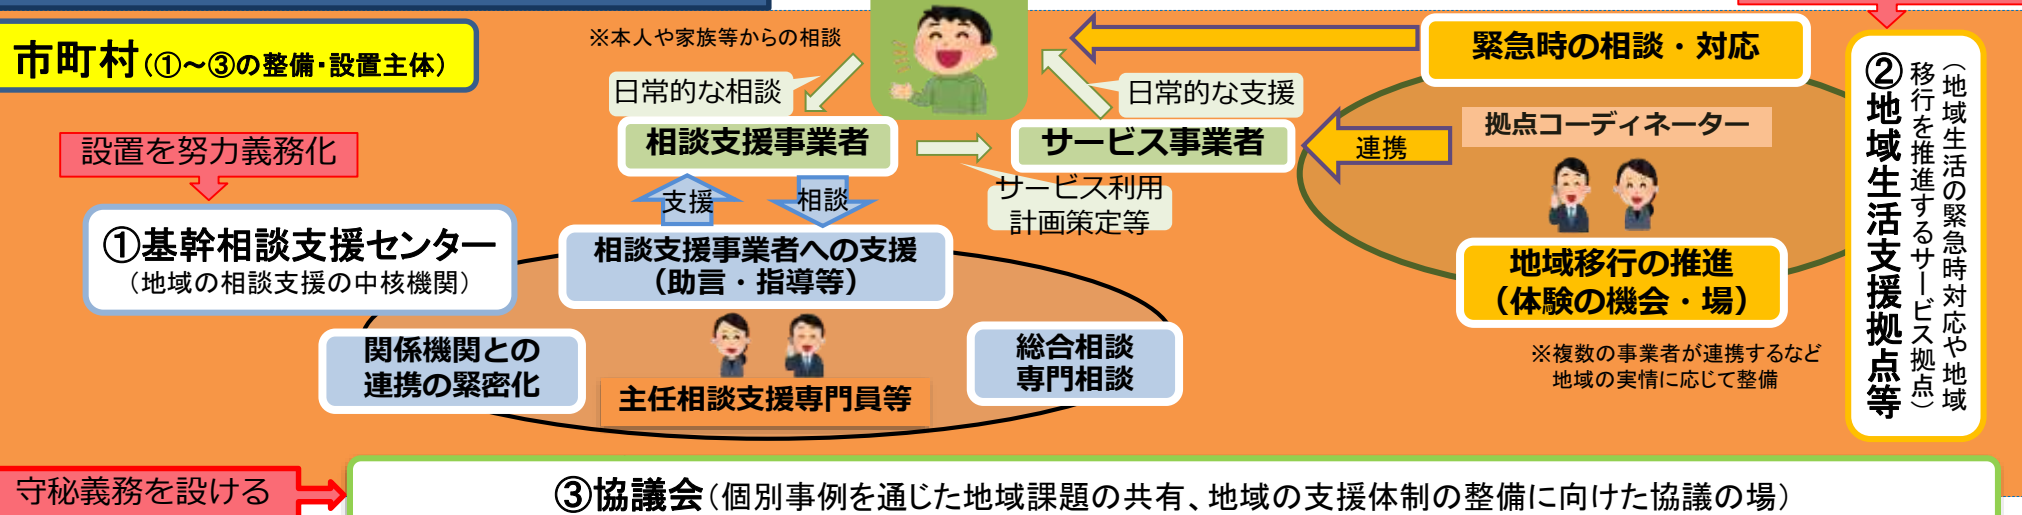 市町村（①～③の整備・設置主体）
※本人や家族等からの相談
日常的な相談
日常的な支援
緊急時の相談・対応
相談支援事業者
サービス事業者
連携
拠点コーディネーター
設置を努力義務化
支援
相談
サービス利用
計画策定等
①基幹相談支援センター
（地域の相談支援の中核機関）
相談支援事業者への支援
（助言・指導等）
地域移行の推進
（体験の機会・場）
関係機関との
連携の緊密化
主任相談支援専門員等
総合相談
専門相談
※複数の事業者が連携するなど
地域の実情に応じて整備
②地域生活支援拠点等
（地域生活の緊急時対応や地域
移行を推進するサービス拠点）
守秘義務を設ける
③協議会（個別事例を通じた地域課題の共有、地域の支援体制の整備に向けた協議の場）